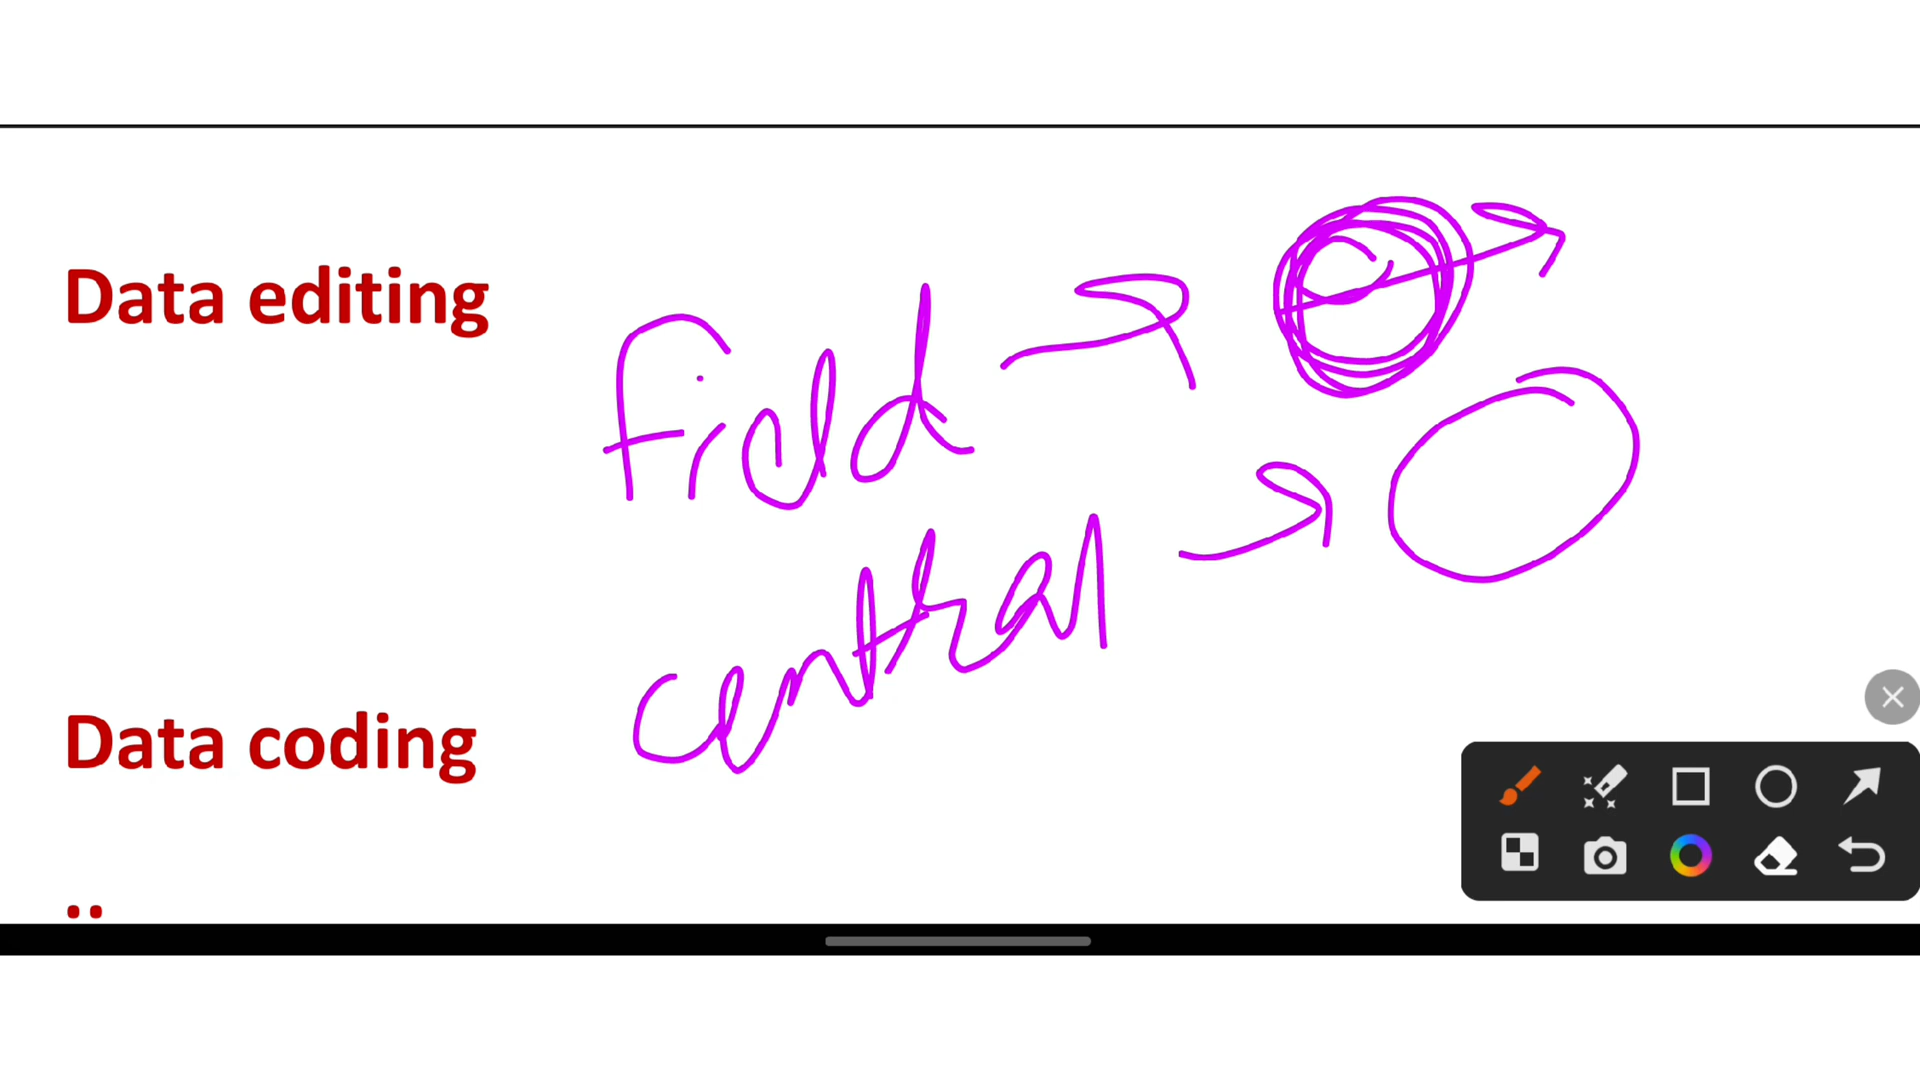 Data editing
Field
central
Data coding
..